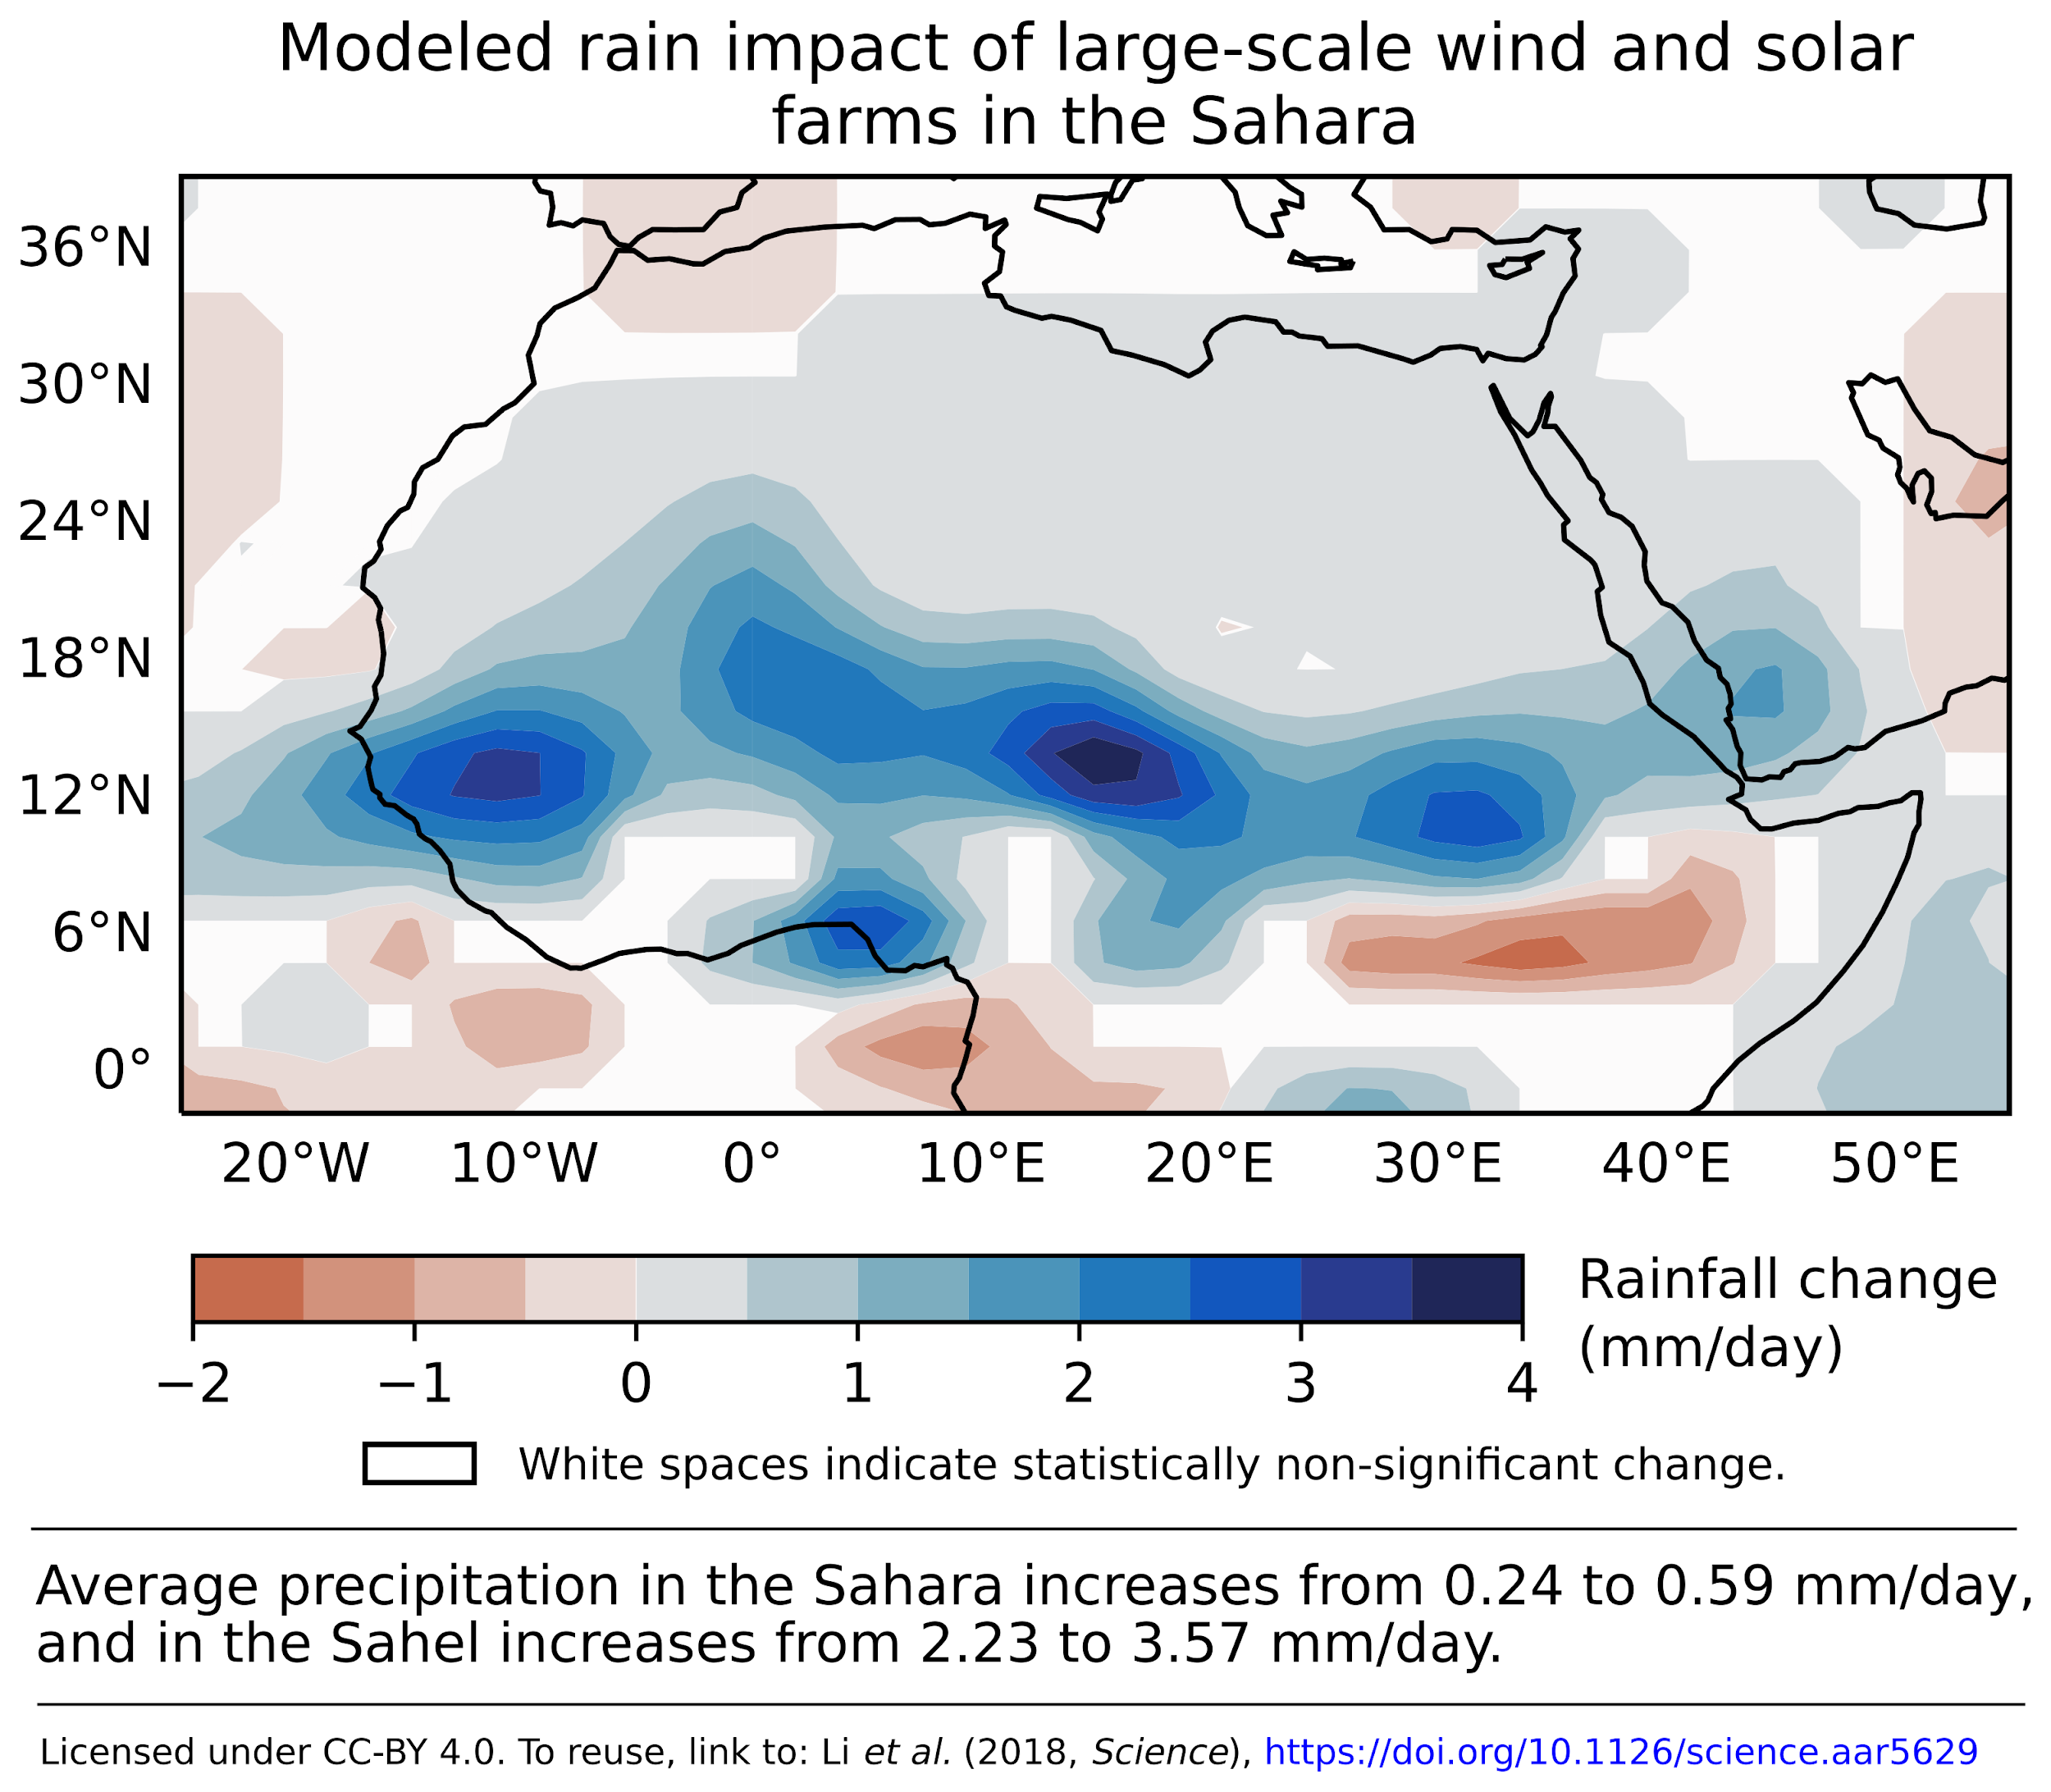 Modeled rain impact of large-scale wind and solar
farms in the Sahara
36°N
30°N
24°N
18°N
12°N
6°N
0°
20°W 10°W 0° 10°E 20°E 30°E 40°E 50°E
Rainfall change
(mm/day)
−2 −1 0 1 2 3 4
White spaces indicate statistically non-significant change.
Average precipitation in the Sahara increases from 0.24 to 0.59 mm/day,
and in the Sahel increases from 2.23 to 3.57 mm/day.
Licensed under CC-BY 4.0. To reuse, link to: Li et al. (2018, Science), https://doi.org/10.1126/science.aar5629